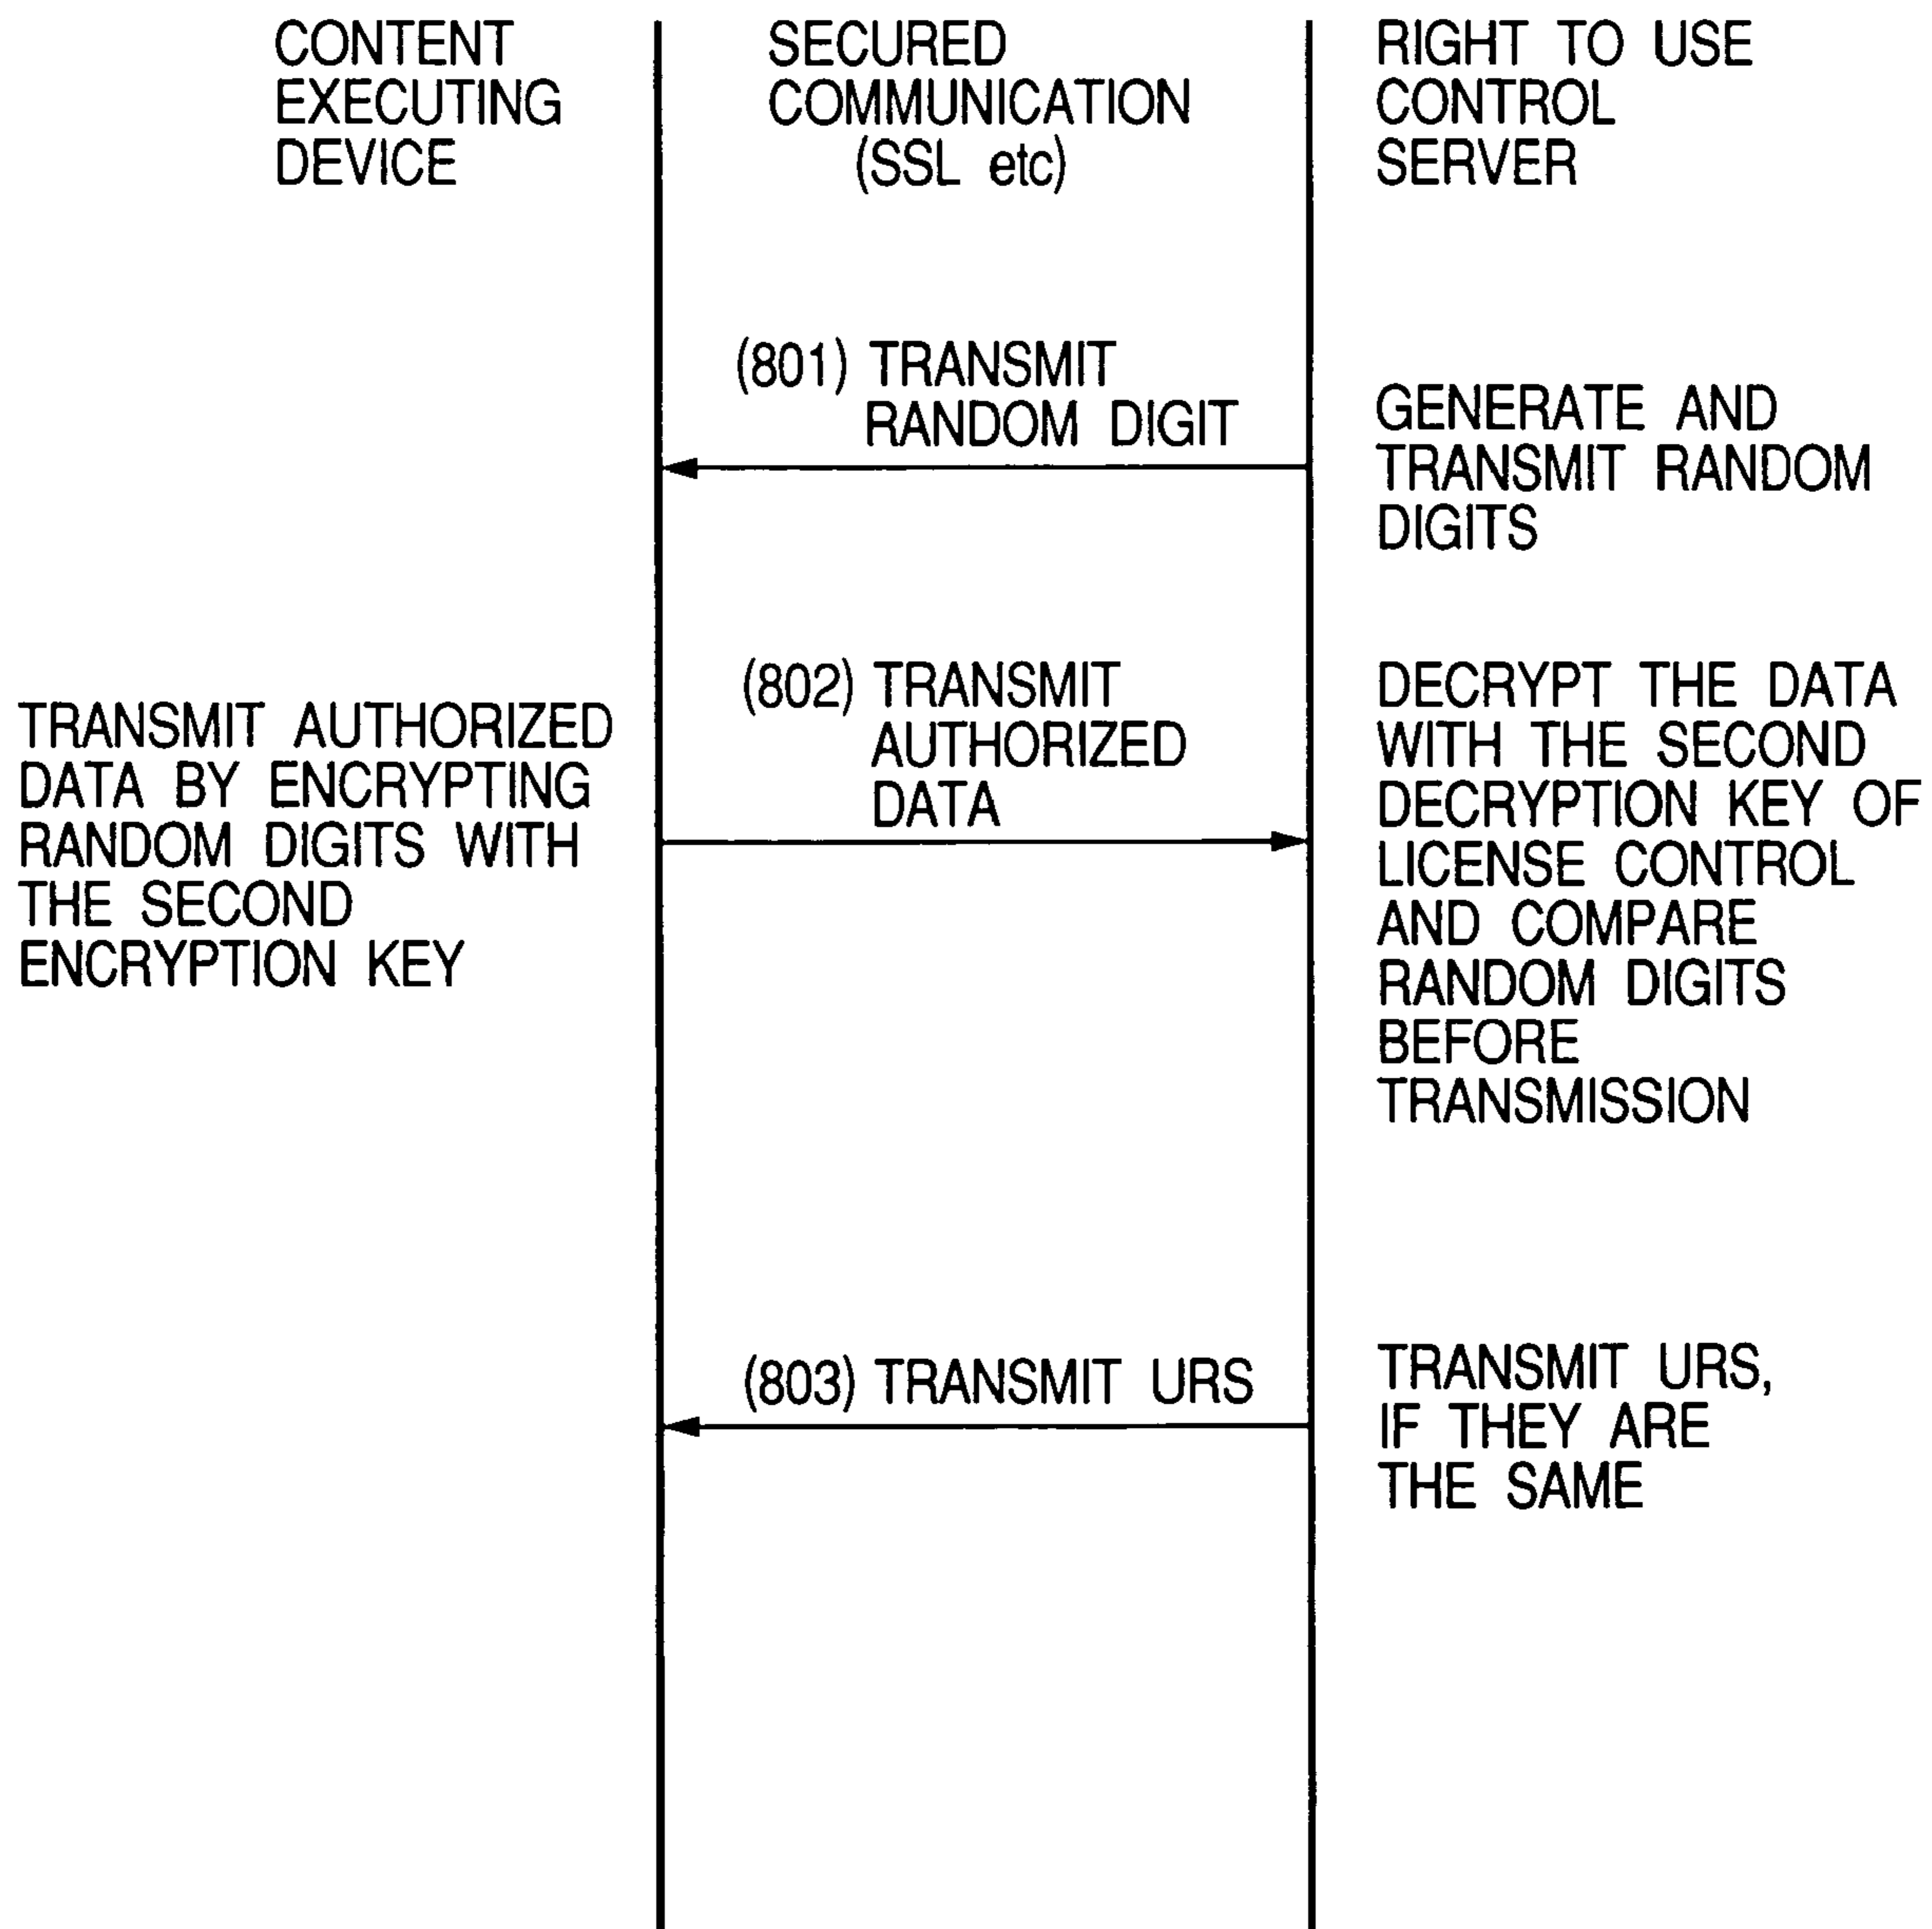 CONTENT
EXECUTING
DEVICE
SECURED
COMMUNICATION
(SSL etc)
RIGHT TO USE
CONTROL
SERVER
(801) TRANSMIT
RANDOM DIGIT
GENERATE AND
TRANSMIT RANDOM
DIGITS
TRANSMIT AUTHORIZED
DATA BY ENCRYPTING
RANDOM DIGITS WITH
THE SECOND
ENCRYPTION KEY
(802) TRANSMIT
AUTHORIZED
DATA
DECRYPT THE DATA
WITH THE SECOND
DECRYPTION KEY OF
LICENSE CONTROL
AND COMPARE
RANDOM DIGITS
BEFORE
TRANSMISSION
(803) TRANSMIT URS
TRANSMIT URS,
IF THEY ARE
THE SAME